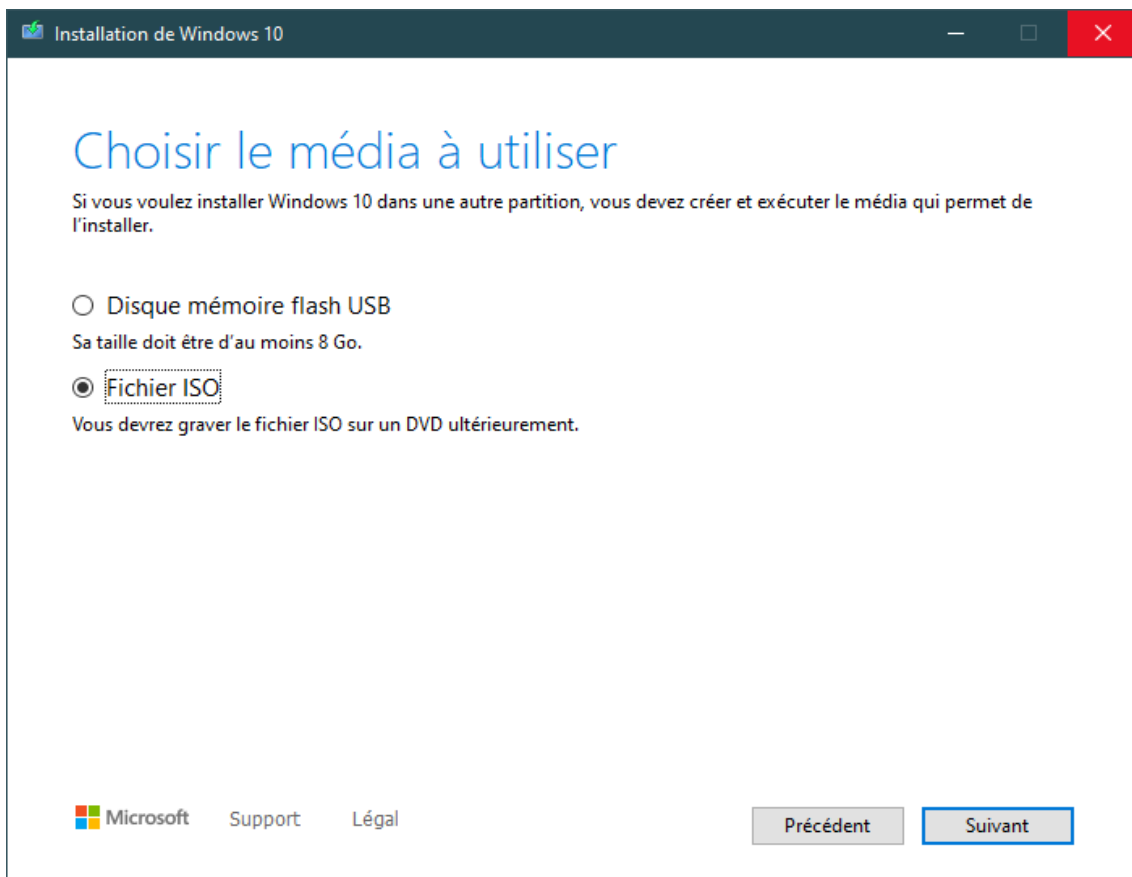 Installation de Windows 10
Choisir le média à utiliser
Si vous voulez installer Windows 10 dans une autre partition, vous devez créer et exécuter le média qui permet de
l'installer.
Disque mémoire flash USB
Sa taille doit être d'au moins 8 Go.
Fichier ISO
Vous devrez graver le fichier ISO sur un DVD ultérieurement.
Microsoft Support Légal Précédent Suivant